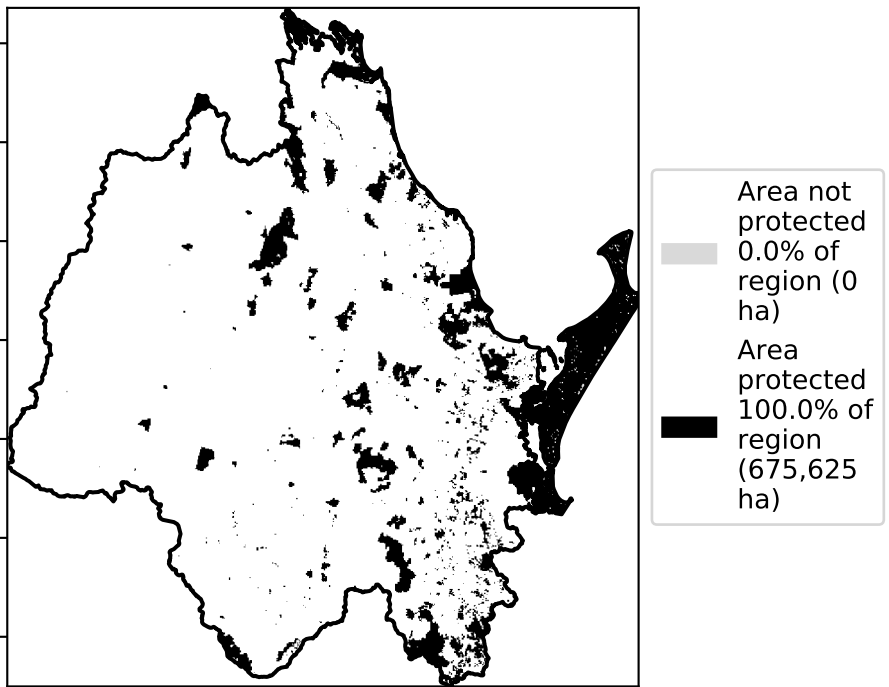 Area not
protected
0.0% of
region (0
ha)
Area
protected
100.0% of
region
(675,625
ha)